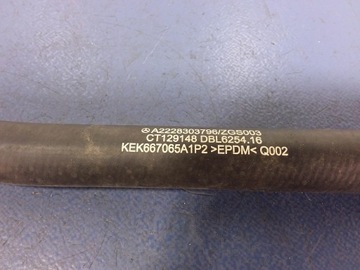 A2228303796/ZGS003
CT129148 DBL6254.16
KEK667065A1P2 >EPDM< Q002